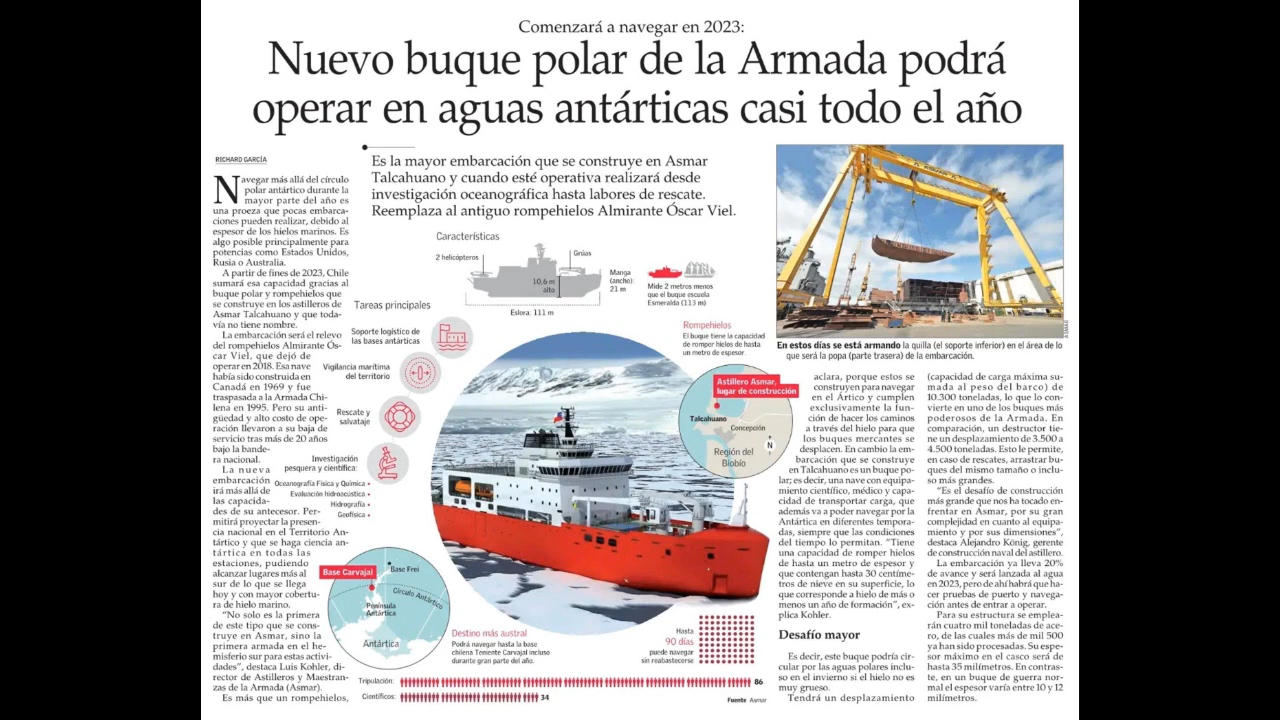 Comenzará a navegar en 2023:
Nuevo buque polar de la Armada podrá
operar en aguas antárticas casi todo el año
RICHARD GARCÍA
Navegar más allá del círculo
polar antártico durante la
mayor parte del año es
una proeza que pocas embarca-
ciones pueden realizar, debido al
espesor de los hielos marinos. Es
algo posible principalmente para
potencias como Estados Unidos,
Rusia o Australia.
A partir de fines de 2023, Chile
sumará esa capacidad gracias al
buque polar y rompehielos que
se construye en los astilleros de
Asmar Talcahuano y que toda-
vía no tiene nombre.
La embarcación será el relevo
del rompehielos Almirante Ós-
car Viel, que dejó de
operar en 2018. Esa nave
había sido construida en
Canadá en 1969 y fue
traspasada a la Armada Chi-
lena en 1995. Pero su anti-
güedad y alto costo de ope-
ración llevaron a su baja de
servicio tras más de 20 años
bajo la bande-
ra nacional.
La nueva
embarcación
irá más allá de
las capacida-
des de su antecesor. Per-
mitirá proyectar la presen-
cia nacional en el Territorio An-
tártico y que se haga ciencia an-
tártica en todas las
estaciones, pudiendo
alcanzar lugares más al
sur de lo que se llega
hoy y con mayor cobertu-
ra de hielo marino.
"No solo es la primera
de este tipo que se cons-
truye en Asmar, sino la
primera armada en el he-
misferio sur para estas activi-
dades", destaca Luis Kohler, di-
rector de Astilleros y Maestran-
zas de la Armada (Asmar).
Es más que un rompehielos,
Es la mayor embarcación que se construye en Asmar
Talcahuano y cuando esté operativa realizará desde
investigación oceanográfica hasta labores de rescate.
Reemplaza al antiguo rompehielos Almirante Óscar Viel.
Características
2 helicópteros
Grúas
10,6 m
alto
Manga
(ancho):
21 m
Eslora: 111 m
Mide 2 metros menos
que el buque escuela
Esmeralda (113 m)
Tareas principales
Soporte logístico de
las bases antárticas
Vigilancia marítima
del territorio
Rescate y
salvataje
Investigación
pesquera y científica:
Oceanografía Física y Química •
Evaluación hidroacústica •
Hidrografía •
Geofísica •
Rompehielos
El buque tiene la capacidad
de romper hielos de hasta
un metro de espesor.
Astillero Asmar,
lugar de construcción
Talcahuano
Concepción
N
Región del
Biobío
Base Carvajal
Base Frei
Círculo Antártico
Península
Antártica
Antártica
Destino más austral
Podrá navegar hasta la base
chilena Teniente Carvajal incluso
durante gran parte del año.
Hasta
90 días
puede navegar
sin reabastecerse
Tripulación:
86
Científicos:
34
Fuente Asmar
ASMAR
En estos días se está armando la quilla (el soporte inferior) en el área de lo
que será la popa (parte trasera) de la embarcación.
aclara, porque estos se
construyen para navegar
en el Ártico y cumplen
exclusivamente la fun-
ción de hacer los caminos
a través del hielo para que
los buques mercantes se
desplacen. En cambio la em-
barcación que se construye
en Talcahuano es un buque po-
lar; es decir, una nave con equipa-
miento científico, médico y capa-
cidad de transportar carga, que
además va a poder navegar por la
Antártica en diferentes tempora-
das, siempre que las condiciones
del tiempo lo permitan. "Tiene
una capacidad de romper hielos
de hasta un metro de espesor y
que contengan hasta 30 centíme-
tros de nieve en su superficie, lo
que corresponde a hielo de más o
menos un año de formación", ex-
plica Kohler.
Desafío mayor
Es decir, este buque podría cir-
cular por las aguas polares inclu-
so en el invierno si el hielo no es
muy grueso.
Tendrá un desplazamiento
(capacidad de carga máxima su-
mada al peso del barco) de
10.300 toneladas, lo que lo con-
vierte en uno de los buques más
poderosos de la Armada. En
comparación, un destructor tie-
ne un desplazamiento de 3.500 a
4.500 toneladas. Esto le permite,
en caso de rescates, arrastrar bu-
ques del mismo tamaño o inclu-
so más grandes.
"Es el desafío de construcción
más grande que nos ha tocado en-
frentar en Asmar, por su gran
complejidad en cuanto al equipa-
miento y por sus dimensiones",
destaca Alejandro König, gerente
de construcción naval del astillero.
La embarcación ya lleva 20%
de avance y será lanzada al agua
en 2023, pero de ahí habrá que ha-
cer pruebas de puerto y navega-
ción antes de entrar a operar.
Para su estructura se emplea-
rán cuatro mil toneladas de ace-
ro, de las cuales más de mil 500
ya han sido procesadas. Su espe-
sor máximo en el casco será de
hasta 35 milímetros. En contras-
te, en un buque de guerra nor-
mal el espesor varía entre 10 y 12
milímetros.